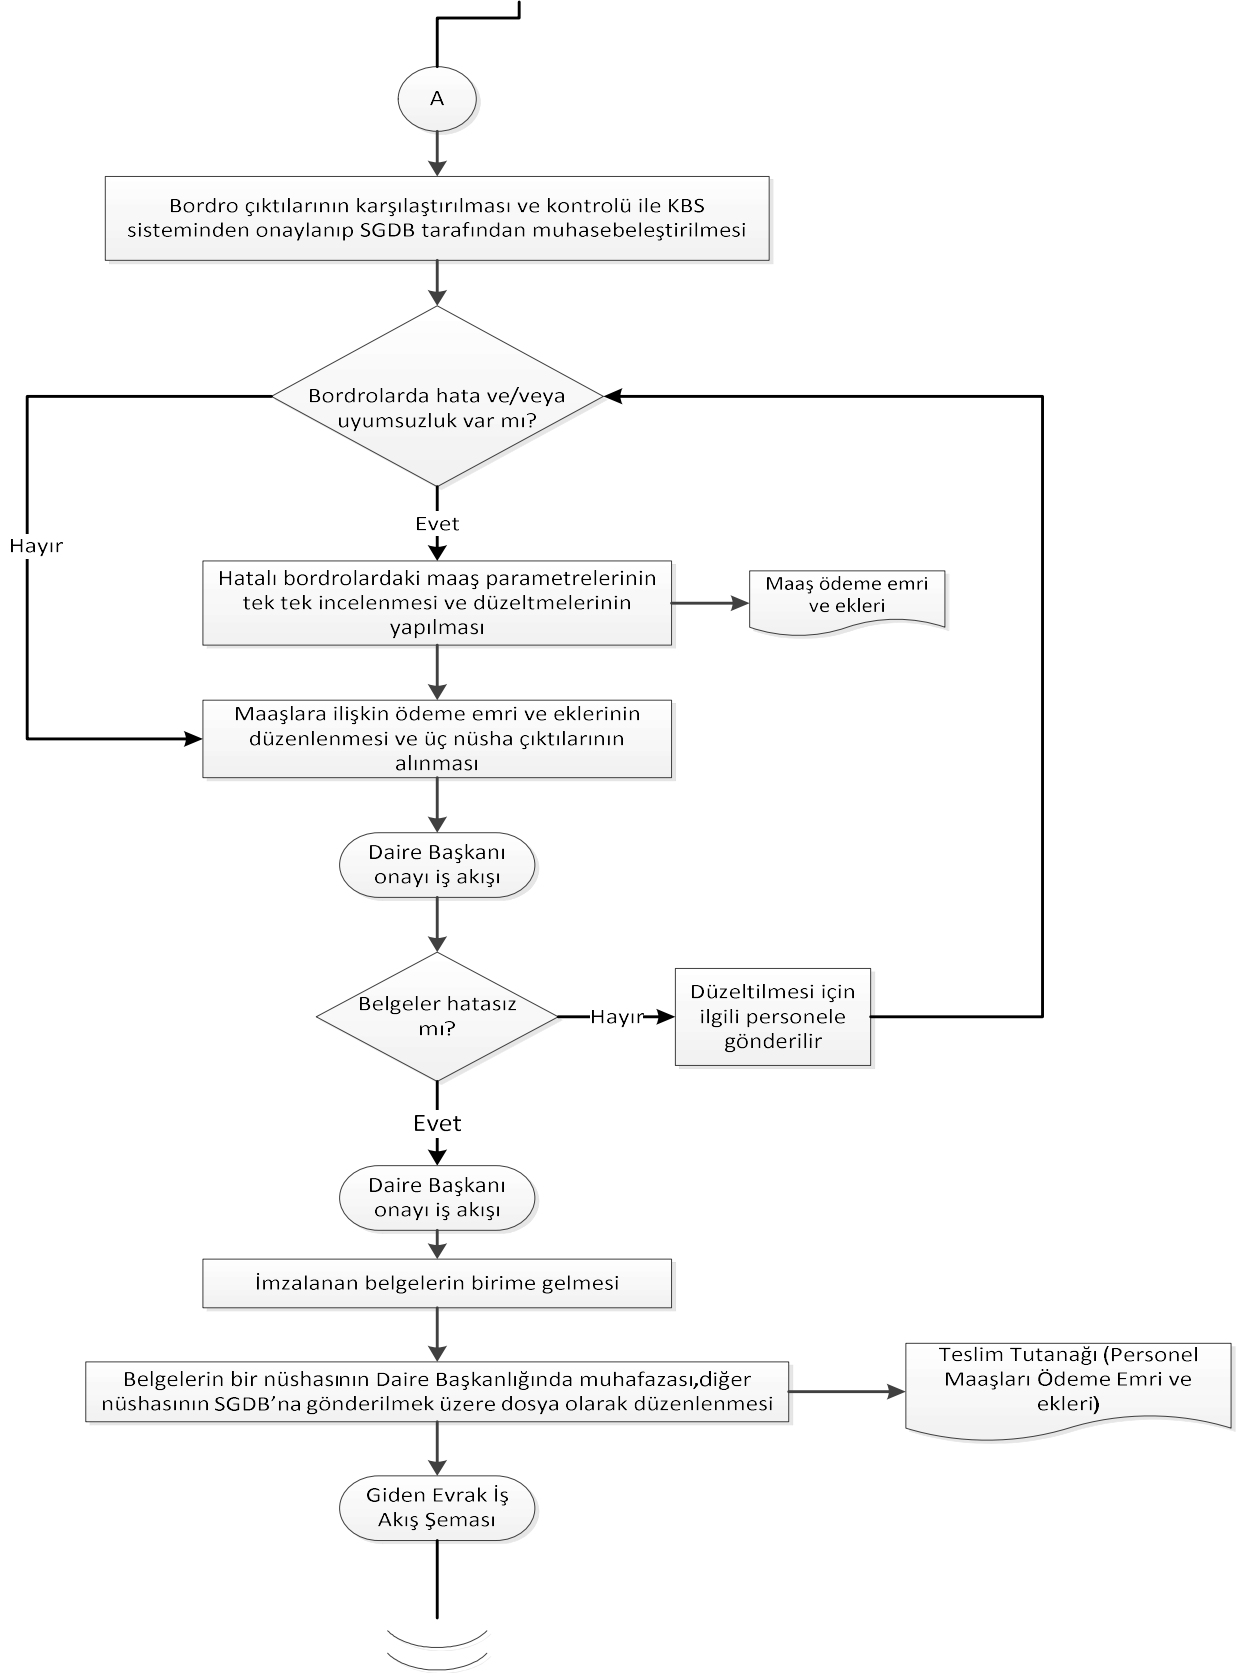 A
Bordro çıktılarının karşılaştırılması ve kontrolü ile KBS
sisteminden onaylanıp SGDB tarafından muhasebeleştirilmesi
Bordrolarda hata ve/veya
uyumsuzluk var mı?
Evet
Hayır
Hatalı bordrolardaki maaş parametrelerinin
tek tek incelenmesi ve düzeltmelerinin
yapılması
Maaş ödeme emri
ve ekleri
Maaşlara ilişkin ödeme emri ve eklerinin
düzenlenmesi ve üç nüsha çıktılarının
alınması
Daire Başkanı
onayı iş akışı
Belgeler hatasız
mı?
Hayır
Düzeltilmesi için
ilgili personele
gönderilir
Evet
Daire Başkanı
onayı iş akışı
İmzalanan belgelerin birime gelmesi
Belgelerin bir nüshasının Daire Başkanlığında muhafazası,diğer
nüshasının SGDB’na gönderilmek üzere dosya olarak düzenlenmesi
Teslim Tutanağı (Personel
Maaşları Ödeme Emri ve
ekleri)
Giden Evrak İş
Akış Şeması